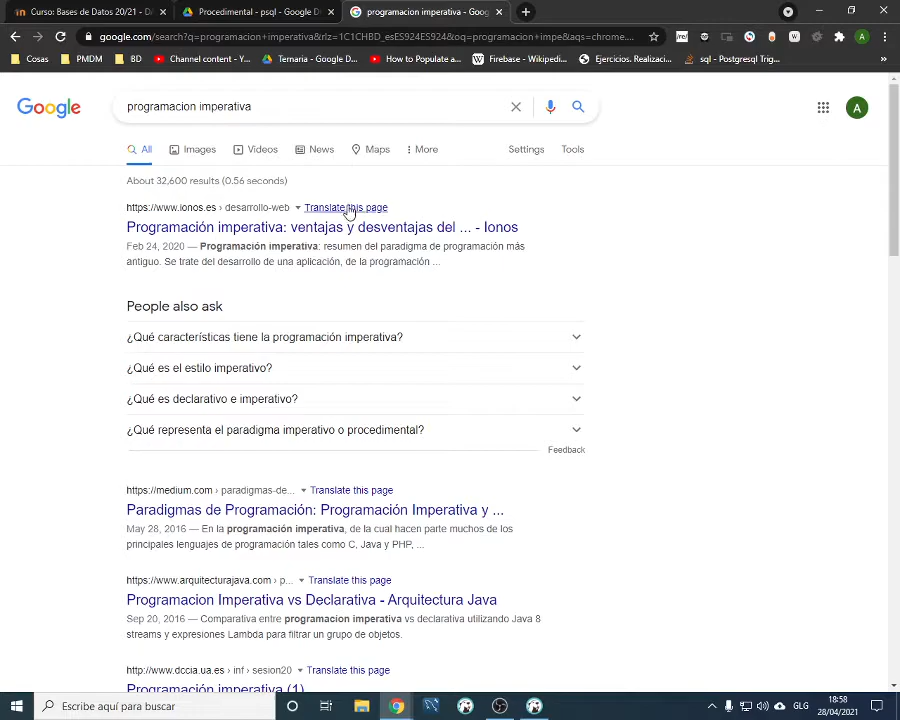 Curso: Bases de Datos 20/21 - D
Procedimental - psql - Google D
programacion imperativa - Goog
google.com/search?q=programacion+imperativa&rlz=1C1CHBD_esES924ES924&oq=programacion+impe&aqs=chrome....
Cosas
PMDM
BD
Channel content - Y...
Ternaria - Google D...
How to Populate a...
Firebase - Wikipedi...
Ejercicios. Realizaci...
sql - Postgresql Trig...
Google
programacion imperativa
A
All
Images
Videos
News
Maps
More
Settings
Tools
About 32,600 results (0.56 seconds)
https://www.ionos.es › desarrollo-web
Translate this page
Programación imperativa: ventajas y desventajas del ... - Ionos
Feb 24, 2020 — Programación imperativa: resumen del paradigma de programación más
antiguo. Se trata del desarrollo de una aplicación, de la programación ...
People also ask
¿Qué características tiene la programación imperativa?
¿Qué es el estilo imperativo?
¿Qué es declarativo e imperativo?
¿Qué representa el paradigma imperativo o procedimental?
Feedback
https://medium.com › paradigmas-de...
Translate this page
Paradigmas de Programación: Programación Imperativa y ...
May 28, 2016 — En la programación imperativa, de la cual hacen parte muchos de los
principales lenguajes de programación tales como C, Java y PHP, ...
https://www.arquitecturajava.com › p...
Translate this page
Programacion Imperativa vs Declarativa - Arquitectura Java
Sep 20, 2016 — Comparativa entre programacion imperativa vs declarativa utilizando Java 8
streams y expresiones Lambda para filtrar un grupo de objetos.
http://www.dccia.ua.es › inf › sesion20
Translate this page
Programación imperativa (1)
Escribe aquí para buscar
GLG
18:58
28/04/2021